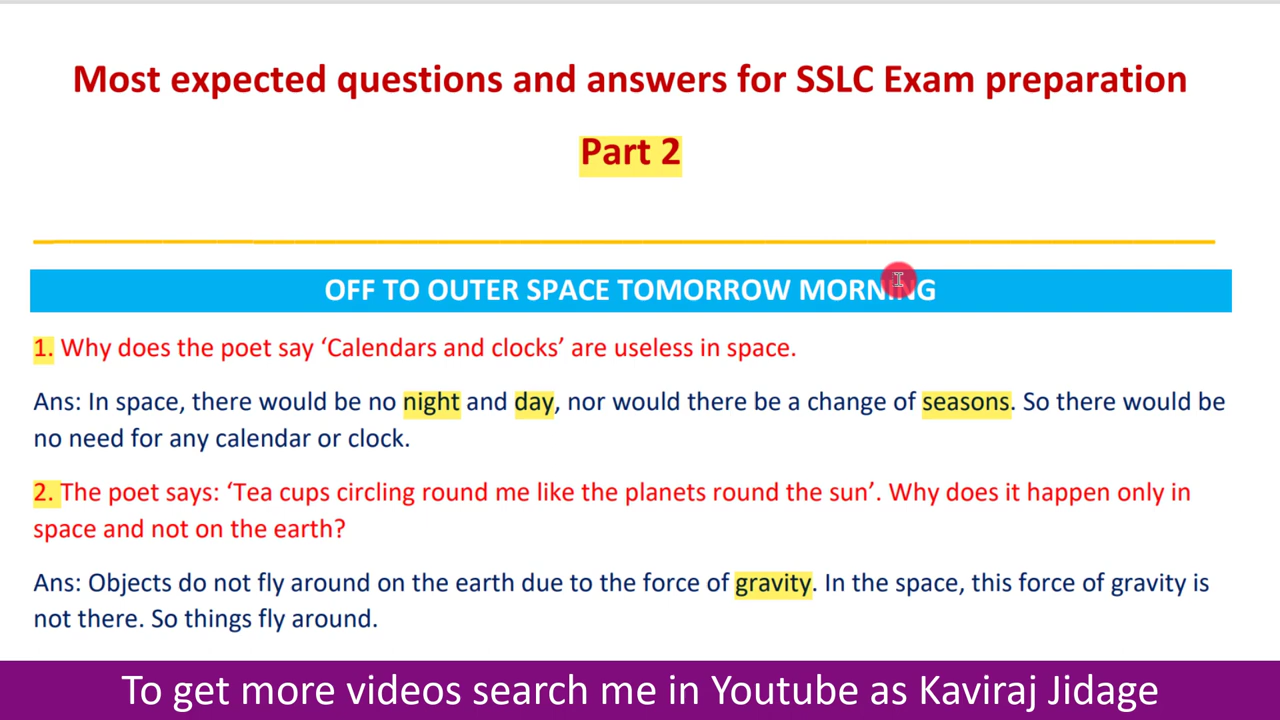 Most expected questions and answers for SSLC Exam preparation
Part 2
OFF TO OUTER SPACE TOMORROW MORNING
1. Why does the poet say ‘Calendars and clocks’ are useless in space.
Ans: In space, there would be no night and day, nor would there be a change of seasons. So there would be
no need for any calendar or clock.
2. The poet says: ‘Tea cups circling round me like the planets round the sun’. Why does it happen only in
space and not on the earth?
Ans: Objects do not fly around on the earth due to the force of gravity. In the space, this force of gravity is
not there. So things fly around.
To get more videos search me in Youtube as Kaviraj Jidage